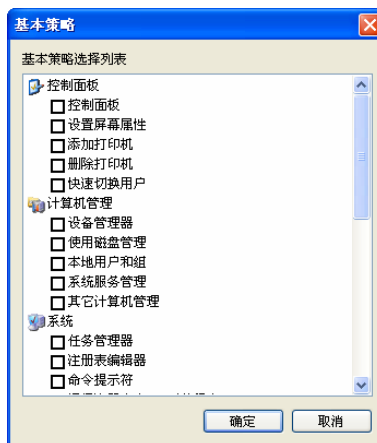 基本策略
基本策略选择列表
控制面板
控制面板
设置屏幕属性
添加打印机
删除打印机
快速切换用户
计算机管理
设备管理器
使用磁盘管理
本地用户和组
系统服务管理
其它计算机管理
系统
任务管理器
注册表编辑器
命令提示符
确定 取消